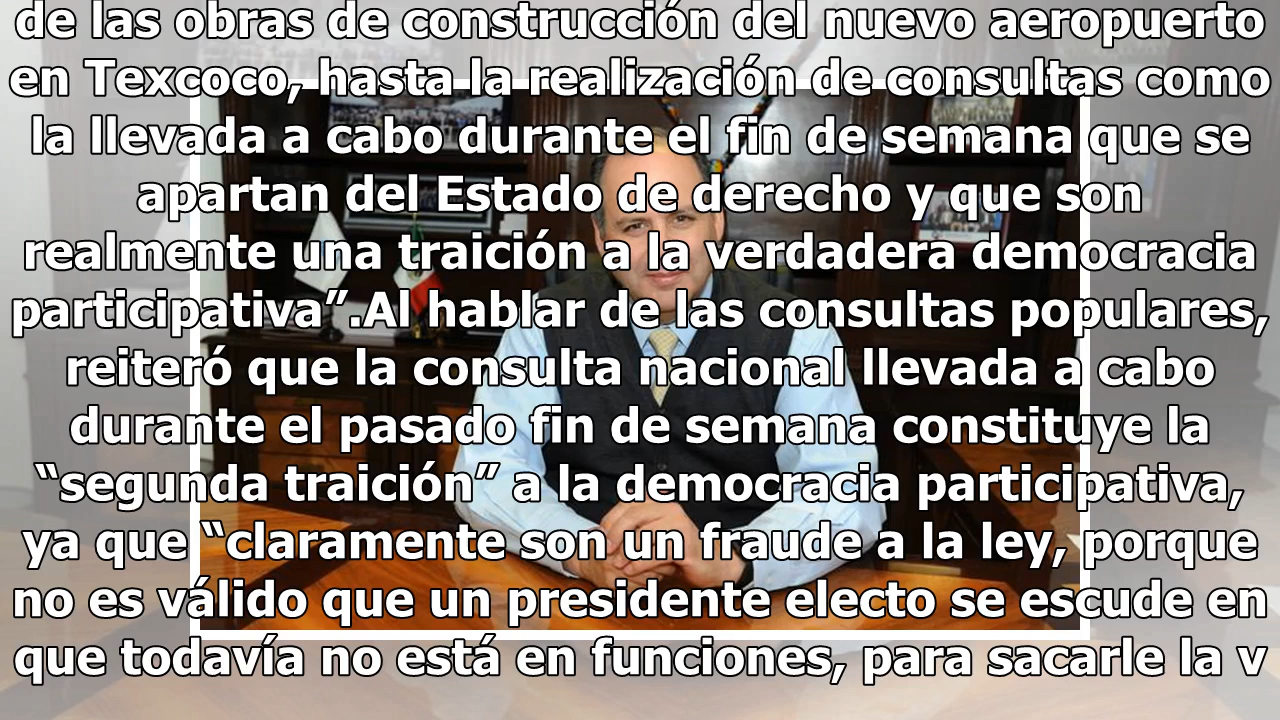 de las obras de construcción del nuevo aeropuerto
en Texcoco, hasta la realización de consultas como
la llevada a cabo durante el fin de semana que se
apartan del Estado de derecho y que son
realmente una traición a la verdadera democracia
participativa”.Al hablar de las consultas populares,
reiteró que la consulta nacional llevada a cabo
durante el pasado fin de semana constituye la
“segunda traición” a la democracia participativa,
ya que “claramente son un fraude a la ley, porque
no es válido que un presidente electo se escude en
que todavía no está en funciones, para sacarle la v